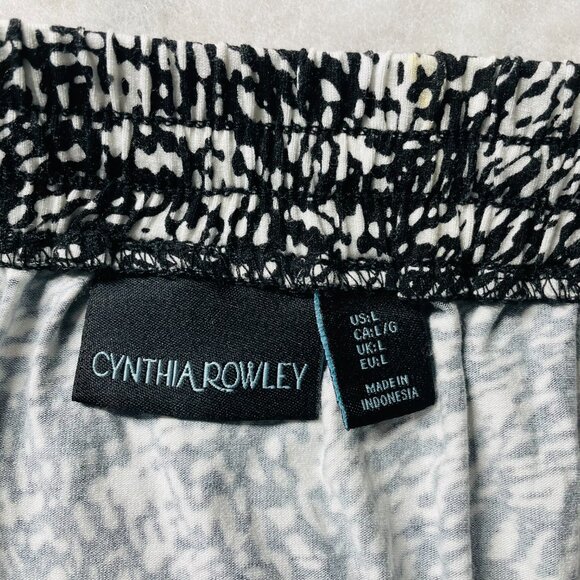 CYNTHIA ROWLEY
US:L
CA:L/G
UK:L
EU:L
MADE IN
INDONESIA